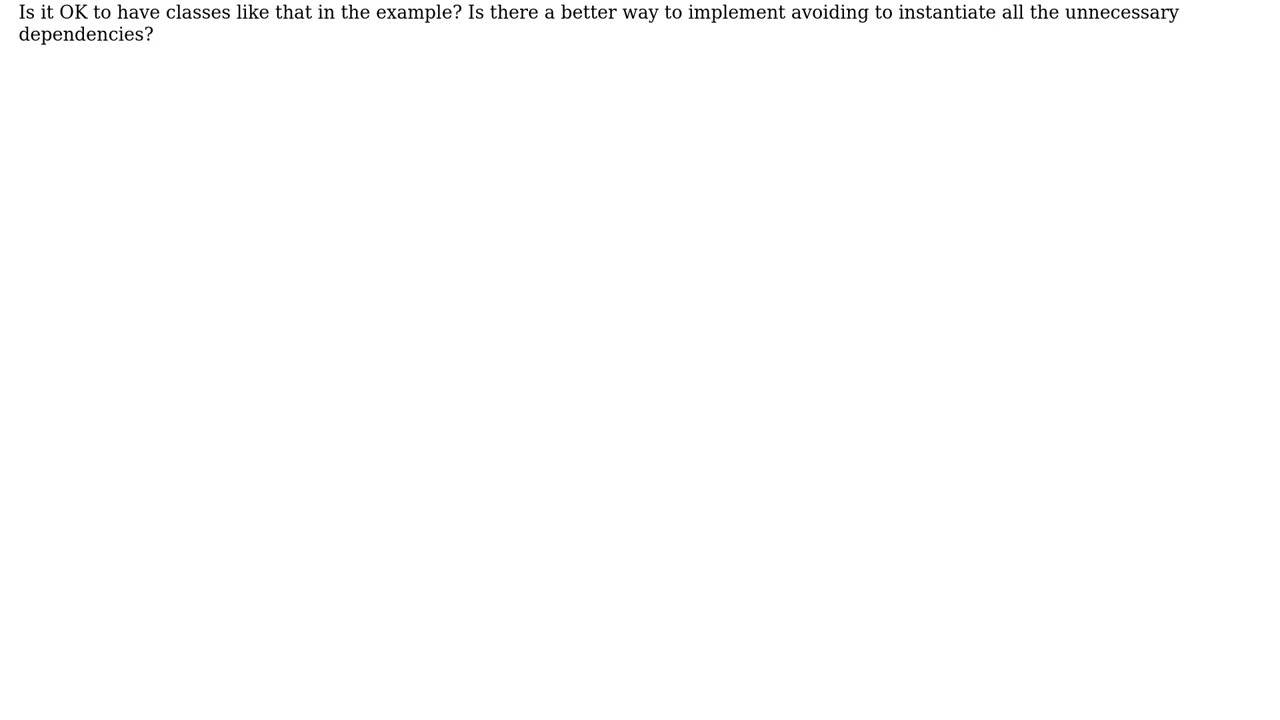 Is it OK to have classes like that in the example? Is there a better way to implement avoiding to instantiate all the unnecessary
dependencies?